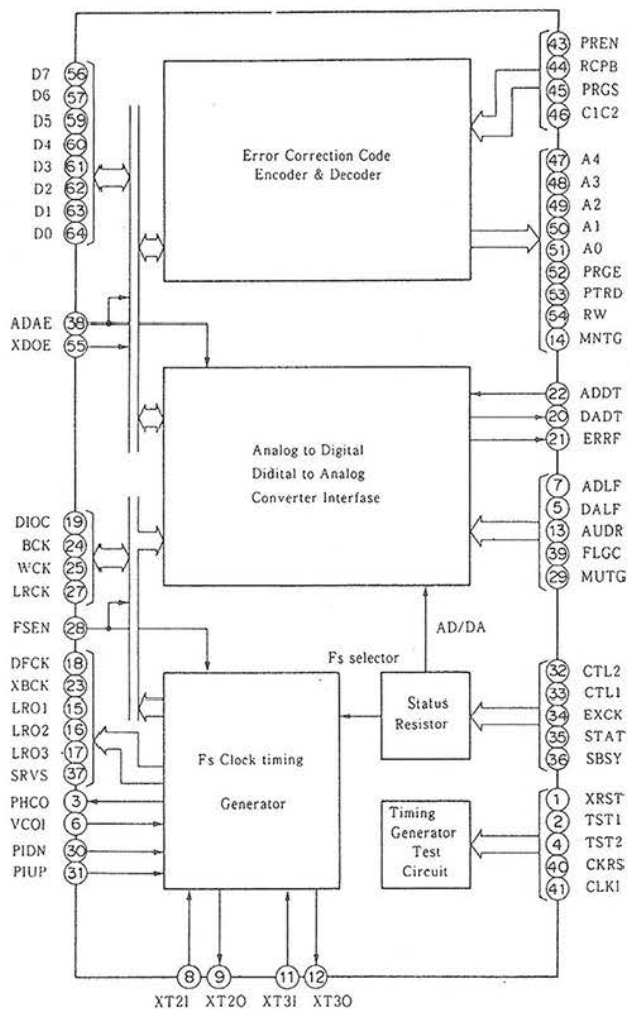 D7 56
D6 57
D5 59
D4 60
D3 61
D2 62
D1 63
D0 64
ADAE 38
XDOE 55
DIOC 19
BCK 24
WCK 25
LRCK 27
FSEN 28
DFCK 18
XBCK 23
LRO1 15
LRO2 16
LRO3 17
SRVS 37
PHCO 3
VCOI 6
PIDN 30
PIUP 31
Error Correction Code
Encoder & Decoder
Analog to Digital
Didital to Analog
Converter Interfase
AD/DA
Fs selector
Status
Resistor
Fs Clock timing
Generator
Timing
Generator
Test
Circuit
43 PREN
44 RCPB
45 PRGS
46 C1C2
47 A4
48 A3
49 A2
50 A1
51 A0
52 PRGE
53 PTRD
54 RW
14 MNTG
22 ADDT
20 DADT
21 ERRF
7 ADLF
5 DALF
13 AUDR
39 FLGC
29 MUTG
32 CTL2
33 CTL1
34 EXCK
35 STAT
36 SBSY
1 XRST
2 TST1
4 TST2
40 CKRS
41 CLKI
8 9 11 12
XT2I XT2O XT3I XT3O